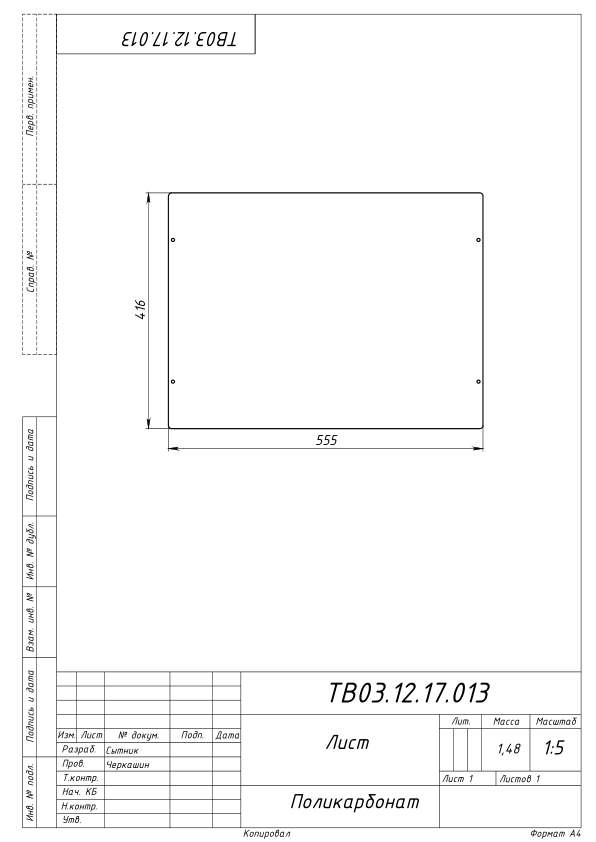 ТВ03.12.17.013
Перв. примен.
Справ. №
416
555
Подпись и дата
Инв. № дубл.
Взам. инв. №
Подпись и дата
Инв. № подл.
ТВ03.12.17.013
Изм. Лист № докум. Подп. Дата
Разраб. Сытник
Пров. Черкашин
Т.контр.
Нач. КБ
Н.контр.
Утв.
Лист
Лит. Масса Масштаб
1,48 1:5
Лист 1 Листов 1
Поликарбонат
Копировал Формат А4